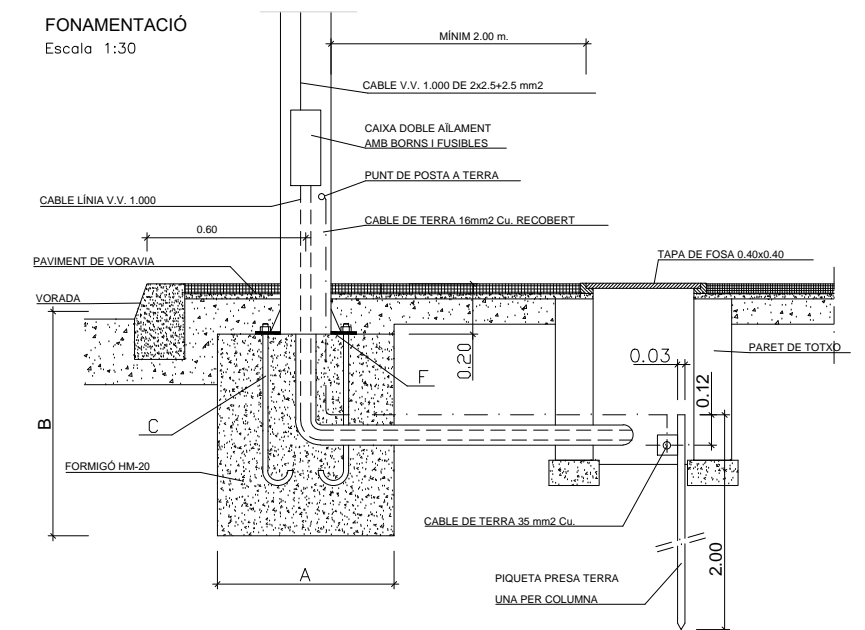 FONAMENTACIÓ
Escala 1:30
MÍNIM 2.00 m.
CABLE V.V. 1.000 DE 2x2.5+2.5 mm2
CAIXA DOBLE AÏLAMENT
AMB BORNS I FUSIBLES
PUNT DE POSTA A TERRA
CABLE LÍNIA V.V. 1.000
CABLE DE TERRA 16mm2 Cu. RECOBERT
0.60
TAPA DE FOSA 0.40x0.40
PAVIMENT DE VORAVIA
VORADA
PARET DE TOTXO
0.20
0.03
F
0.12
C
B
FORMIGÓ HM-20
CABLE DE TERRA 35 mm2 Cu.
2.00
A
PIQUETA PRESA TERRA
UNA PER COLUMNA